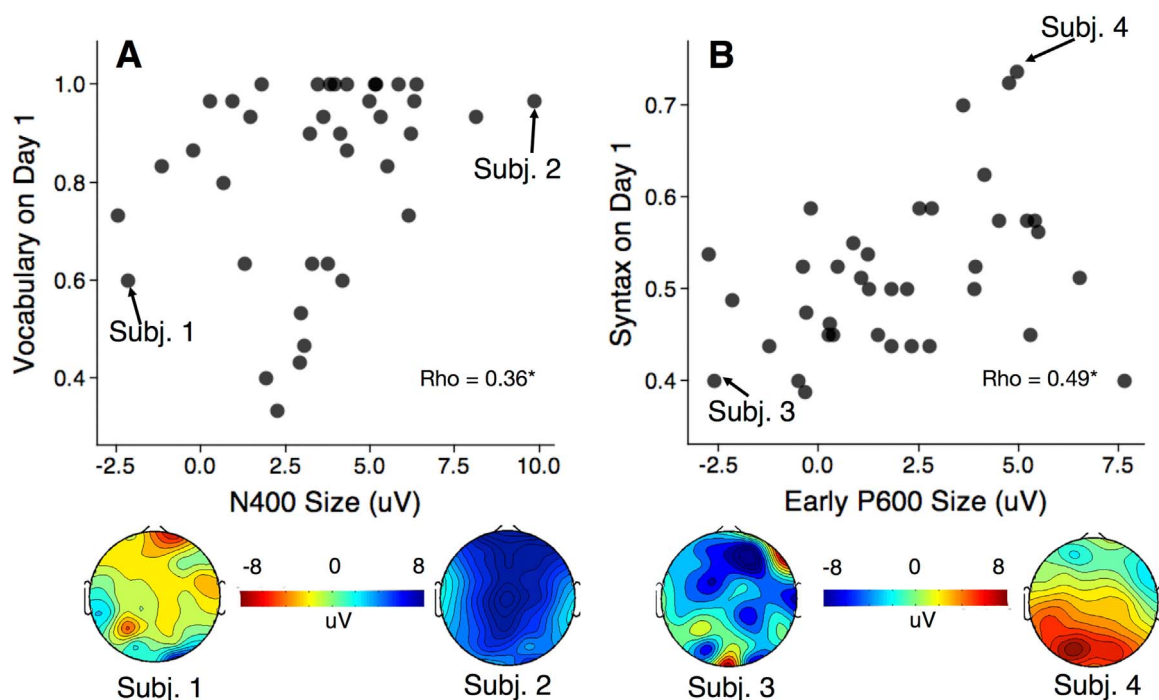 A
Vocabulary on Day 1
1.0
0.8
0.6
0.4
Subj. 1
Subj. 2
Rho = 0.36*
-2.5 0.0 2.5 5.0 7.5 10.0
N400 Size (uV)
B
Syntax on Day 1
0.7
0.6
0.5
0.4
Subj. 4
Subj. 3
Rho = 0.49*
-2.5 0.0 2.5 5.0 7.5
Early P600 Size (uV)
-8 0 8
uV
Subj. 1
Subj. 2
-8 0 8
uV
Subj. 3
Subj. 4